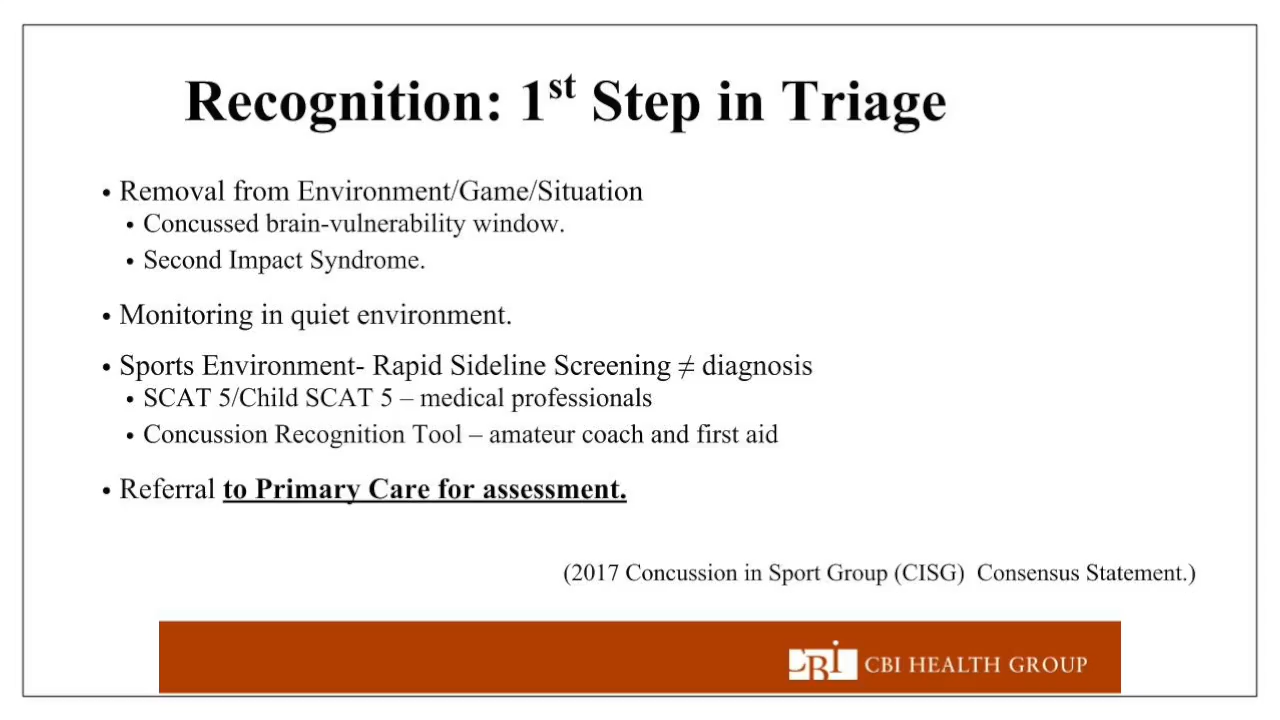 Recognition: 1st Step in Triage
• Removal from Environment/Game/Situation
• Concussed brain-vulnerability window.
• Second Impact Syndrome.
• Monitoring in quiet environment.
• Sports Environment- Rapid Sideline Screening ≠ diagnosis
• SCAT 5/Child SCAT 5 – medical professionals
• Concussion Recognition Tool – amateur coach and first aid
• Referral to Primary Care for assessment.
(2017 Concussion in Sport Group (CISG)  Consensus Statement.)
CBI CBI HEALTH GROUP